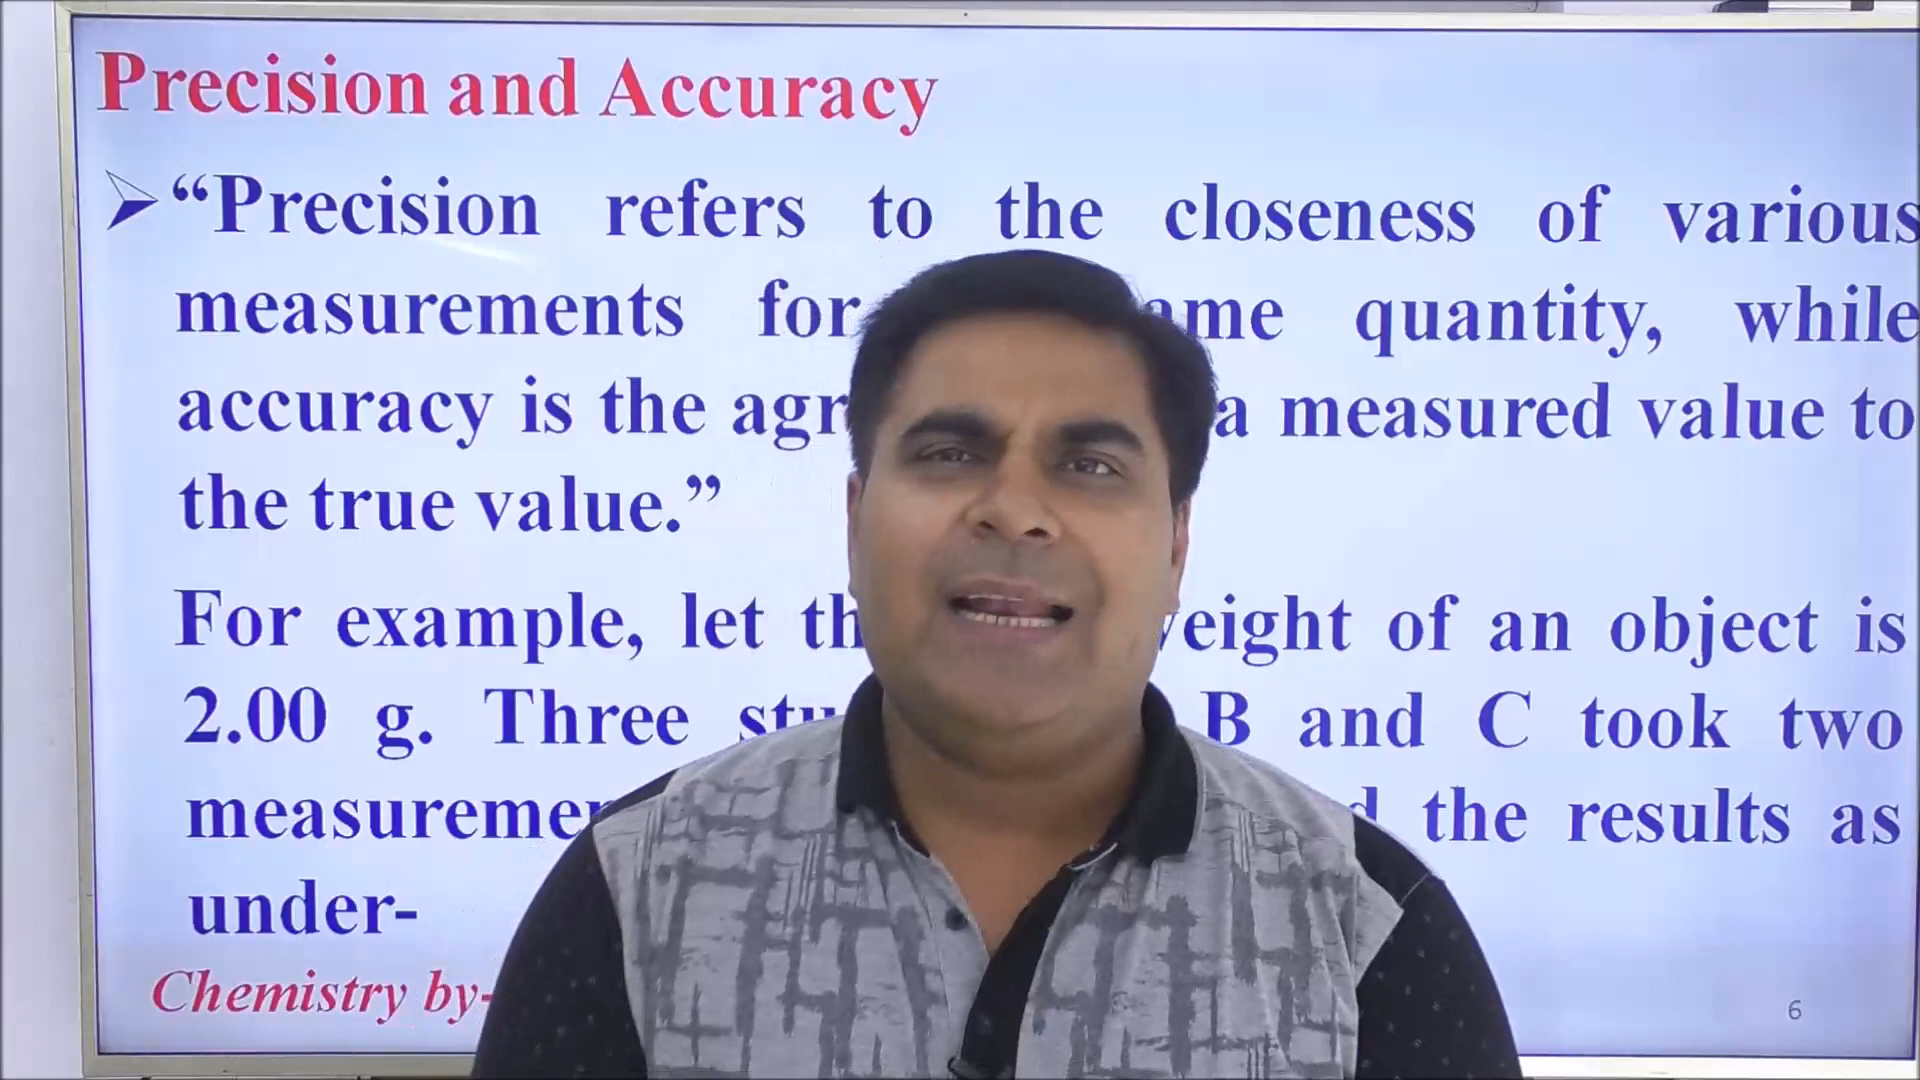 Precision and Accuracy
➢“Precision refers to the closeness of various
measurements for ame quantity, while
accuracy is the agr a measured value to
the true value.”
For example, let th eight of an object is
2.00 g. Three stu B and C took two
measuremen d the results as
under-
Chemistry by-
6